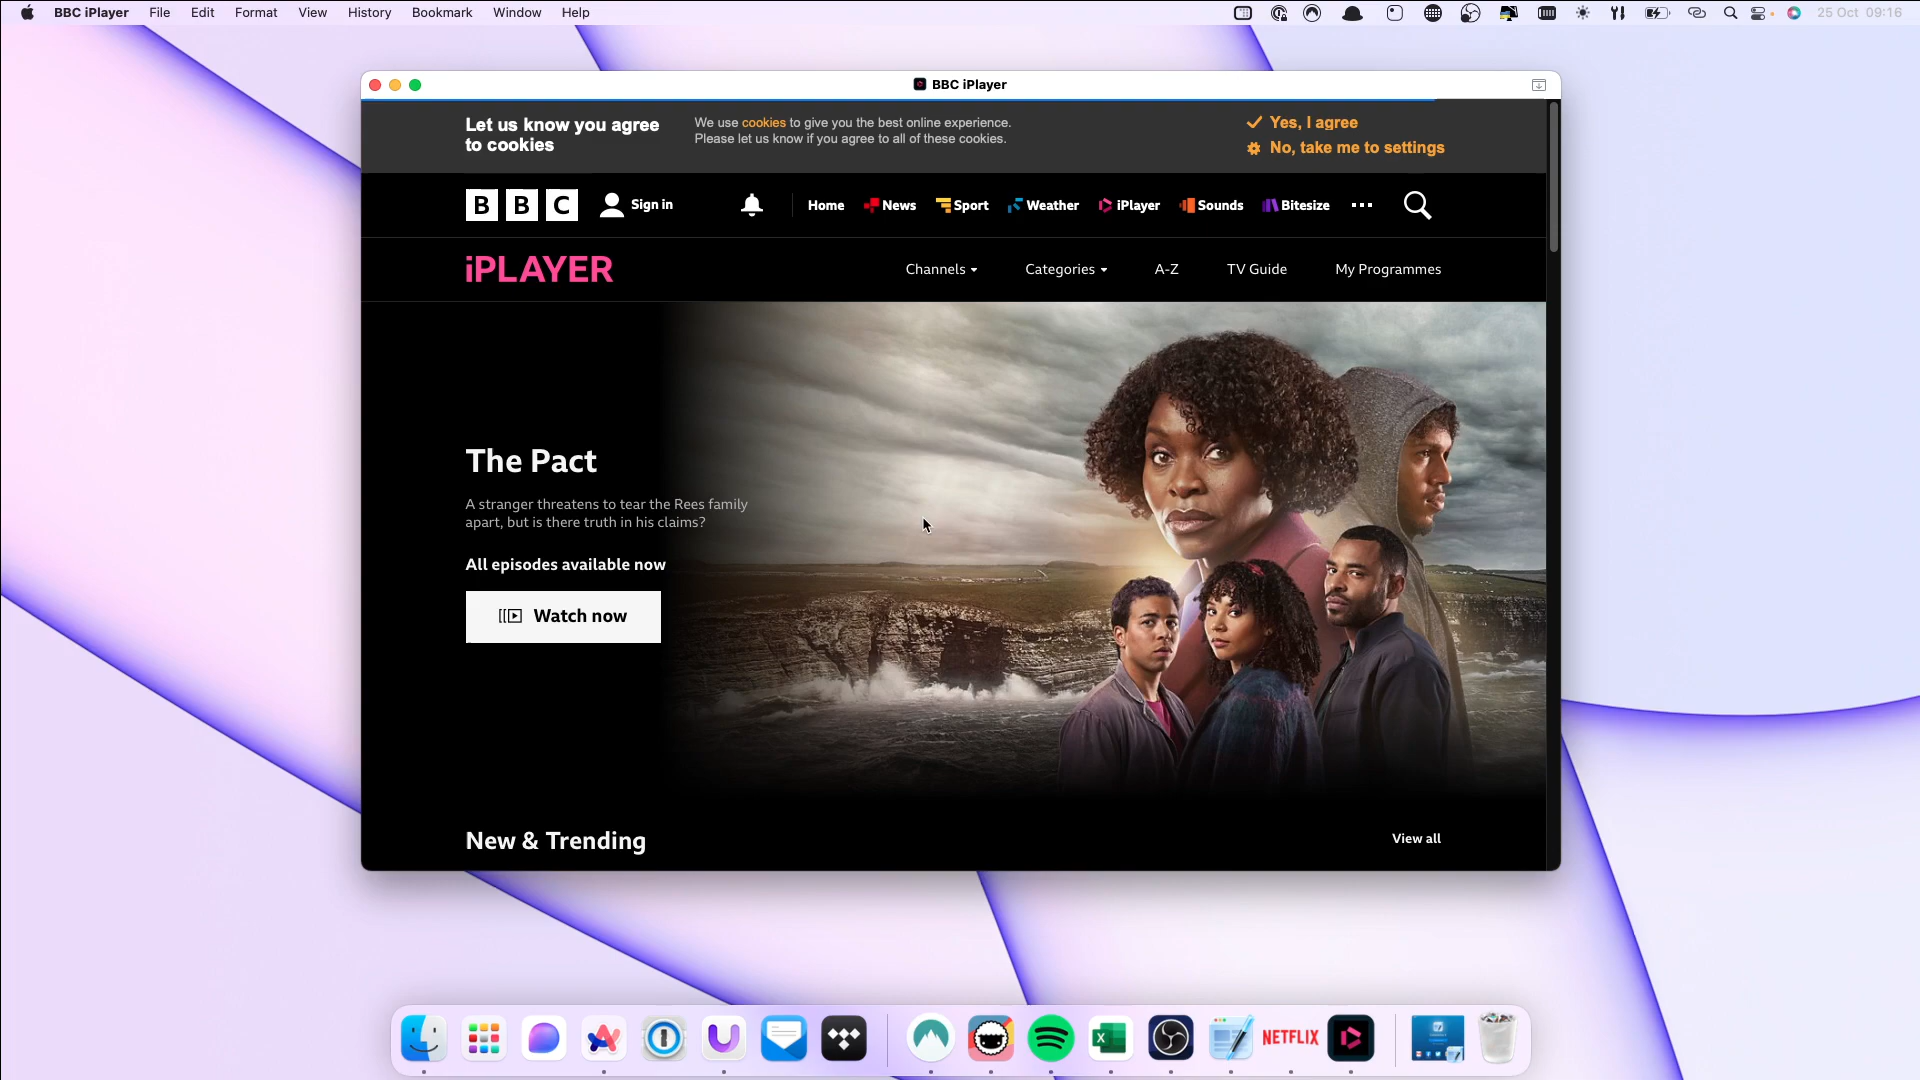 BBC iPlayer File Edit Format View History Bookmark Window Help 25 Oct 09:16
BBC iPlayer
Let us know you agree
to cookies
We use cookies to give you the best online experience.
Please let us know if you agree to all of these cookies.
Yes, I agree
No, take me to settings
BBC Sign in Home News Sport Weather iPlayer Sounds Bitesize
iPLAYER Channels Categories A-Z TV Guide My Programmes
The Pact
A stranger threatens to tear the Rees family
apart, but is there truth in his claims?
All episodes available now
Watch now
New & Trending View all
NETFLIX